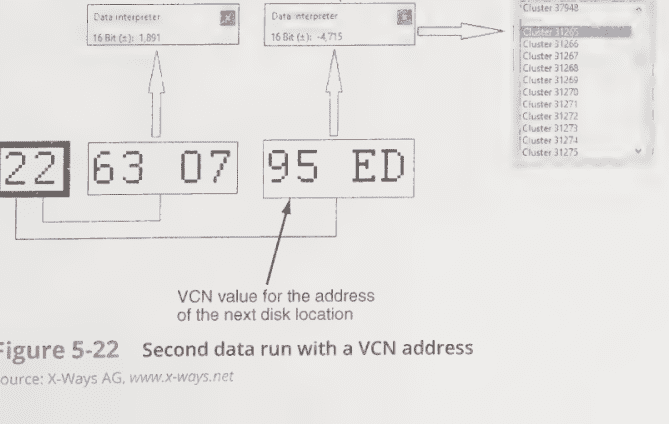 Data interpreter
16 Bit (±): 1,891
Data interpreter
16 Bit (±): -4,715
Cluster 37948
Cluster 31265
Cluster 31266
Cluster 31267
Cluster 31268
Cluster 31269
Cluster 31270
Cluster 31271
Cluster 31272
Cluster 31273
Cluster 31274
Cluster 31275
22
63 07
95 ED
VCN value for the address
of the next disk location
Figure 5-22 Second data run with a VCN address
ource: X-Ways AG, www.x-ways.net